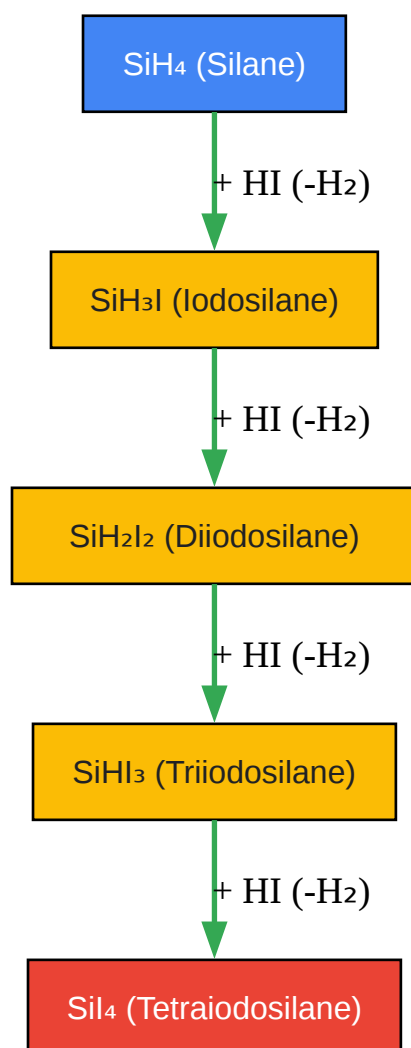 SiH₄ (Silane)
+ HI (-H₂)
SiH₃I (Iodosilane)
+ HI (-H₂)
SiH₂I₂ (Diiodosilane)
+ HI (-H₂)
SiHI₃ (Triiodosilane)
+ HI (-H₂)
SiI₄ (Tetraiodosilane)